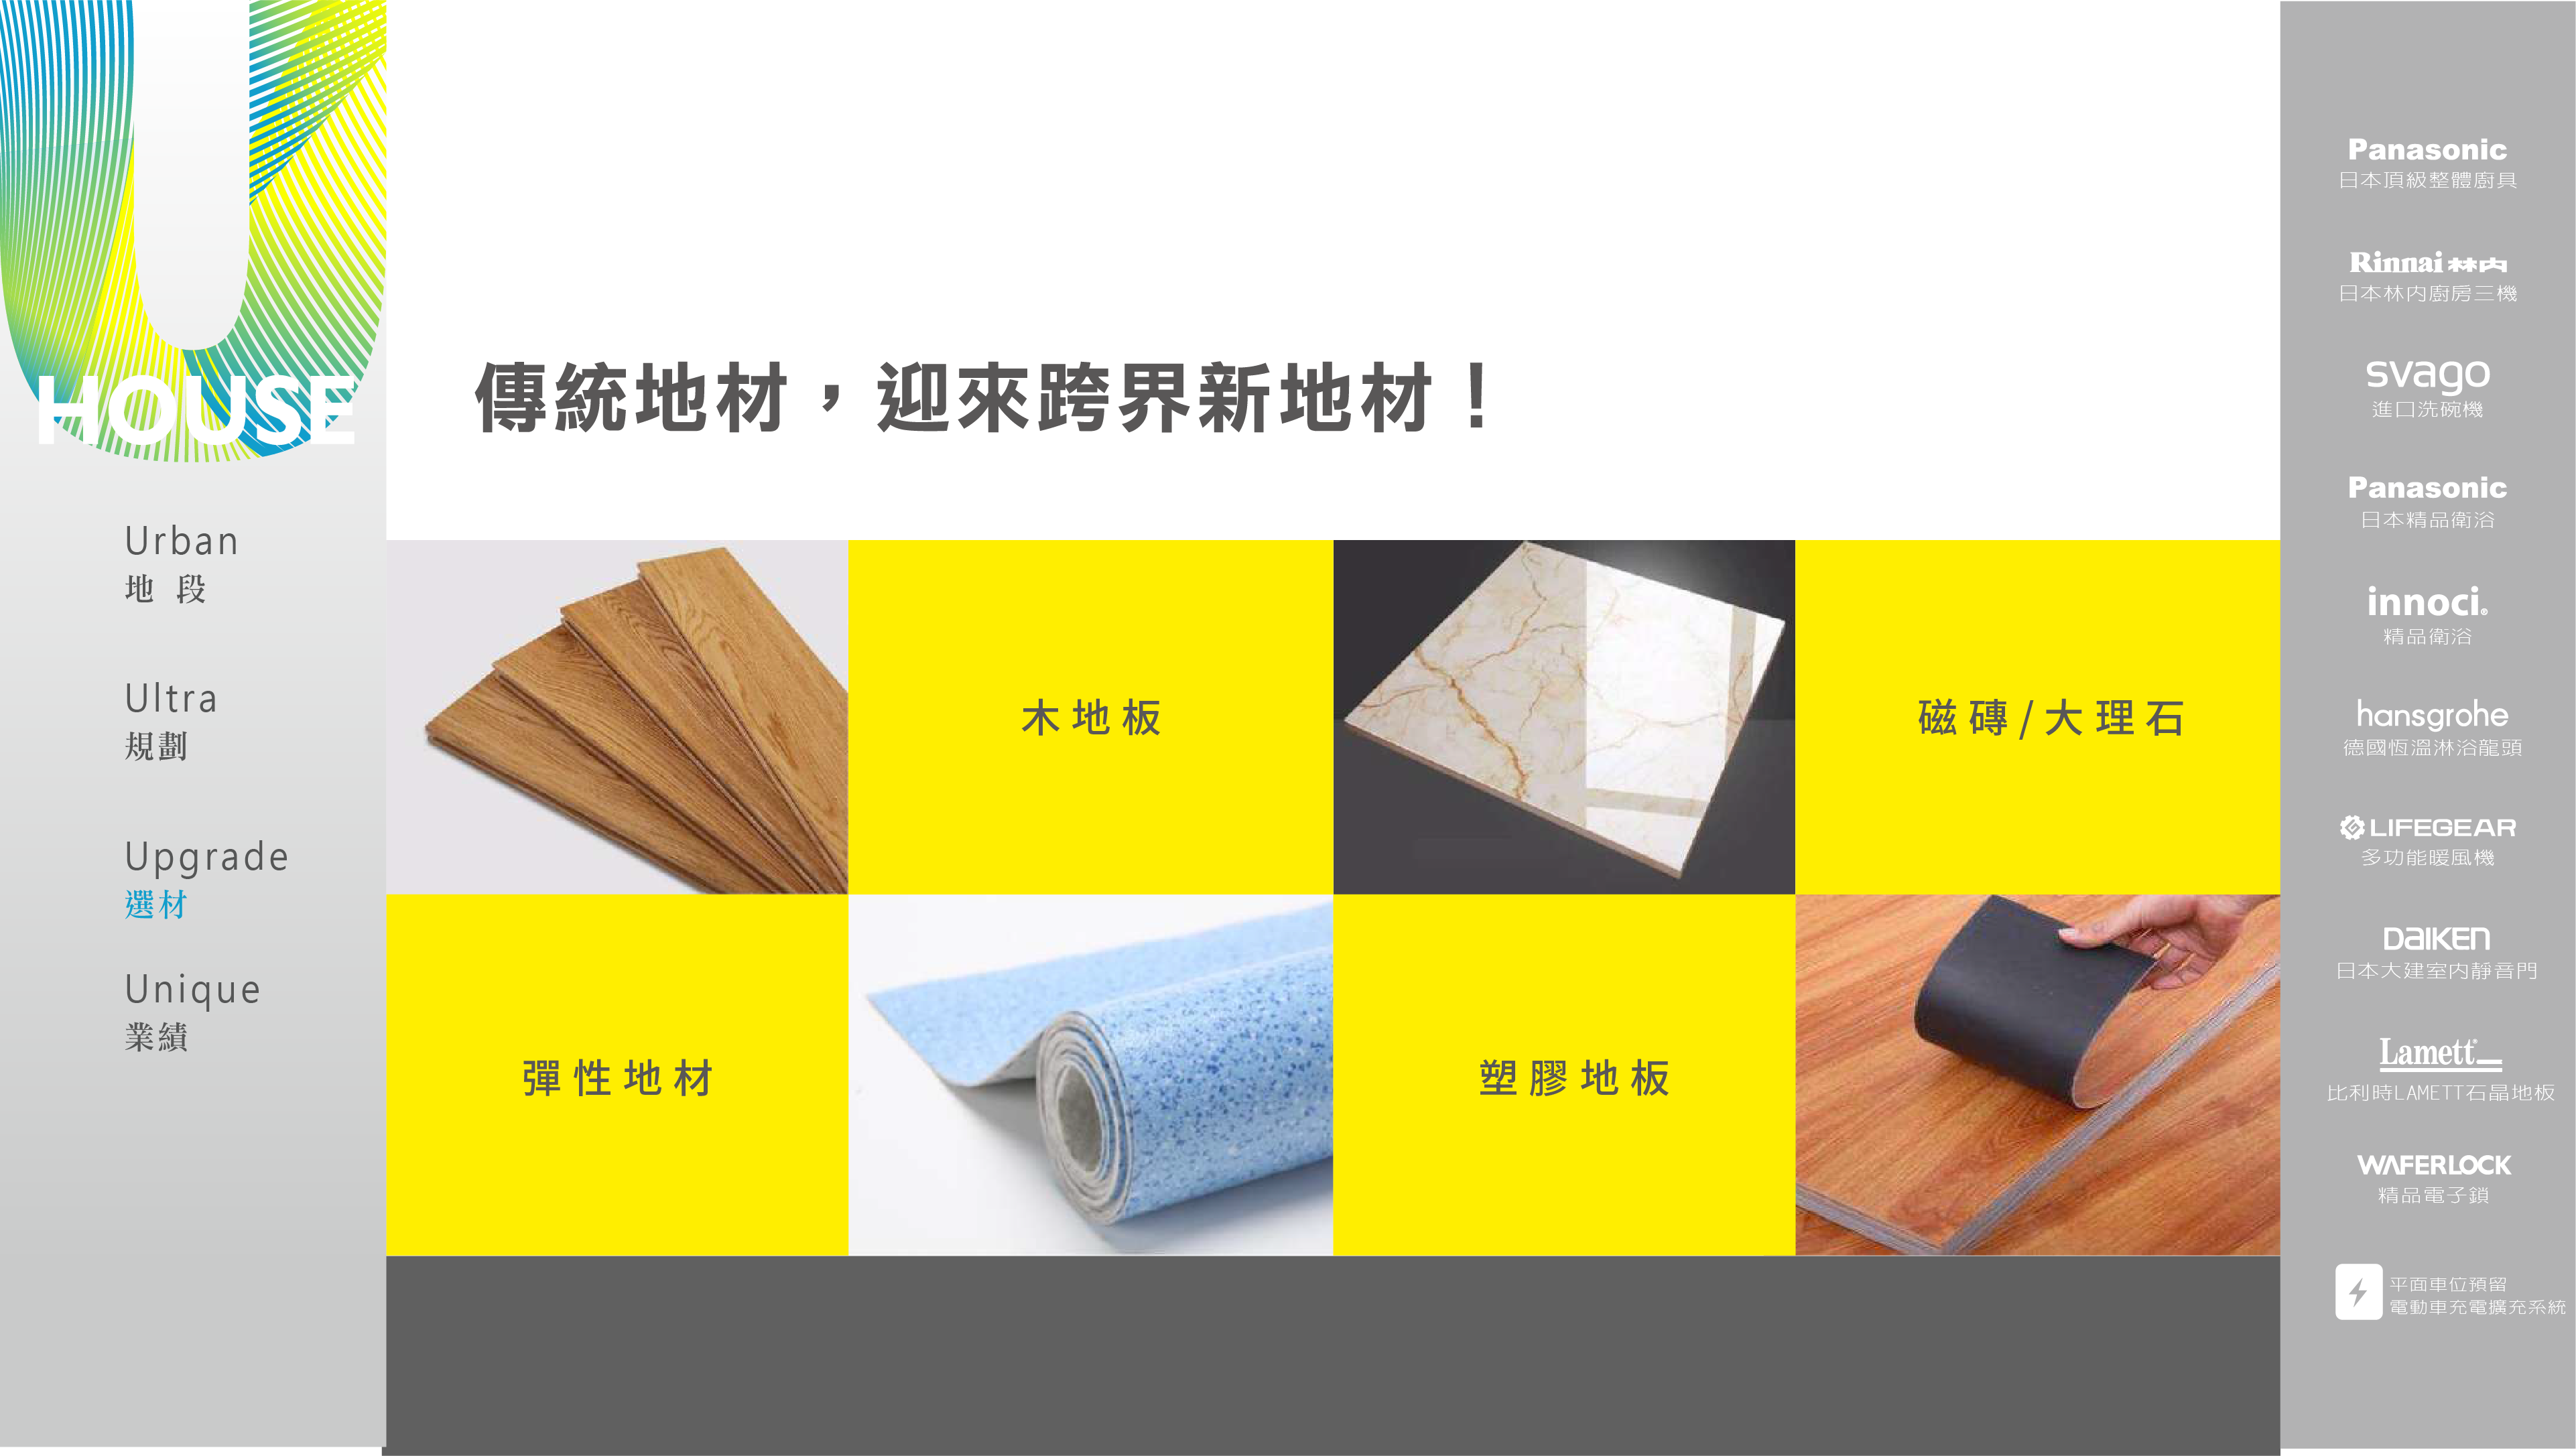 U
HOUSE
Urban
地 段
Ultra
規劃
Upgrade
選材
Unique
業績
傳統地材，迎來跨界新地材！
木地板
磁磚/大理石
彈性地材
塑膠地板
Panasonic
日本頂級整體廚具
Rinnai 林内
日本林內廚房三機
svago
進口洗碗機
Panasonic
日本精品衛浴
innoci®
精品衛浴
hansgrohe
德國恆溫淋浴龍頭
LIFEGEAR
多功能暖風機
DAIKEN
日本大建室內靜音門
Lamett®
比利時LAMETT石晶地板
WAFERLOCK
精品電子鎖
平面車位預留
電動車充電擴充系統